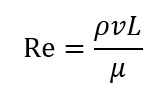 Re = ρvL / μ